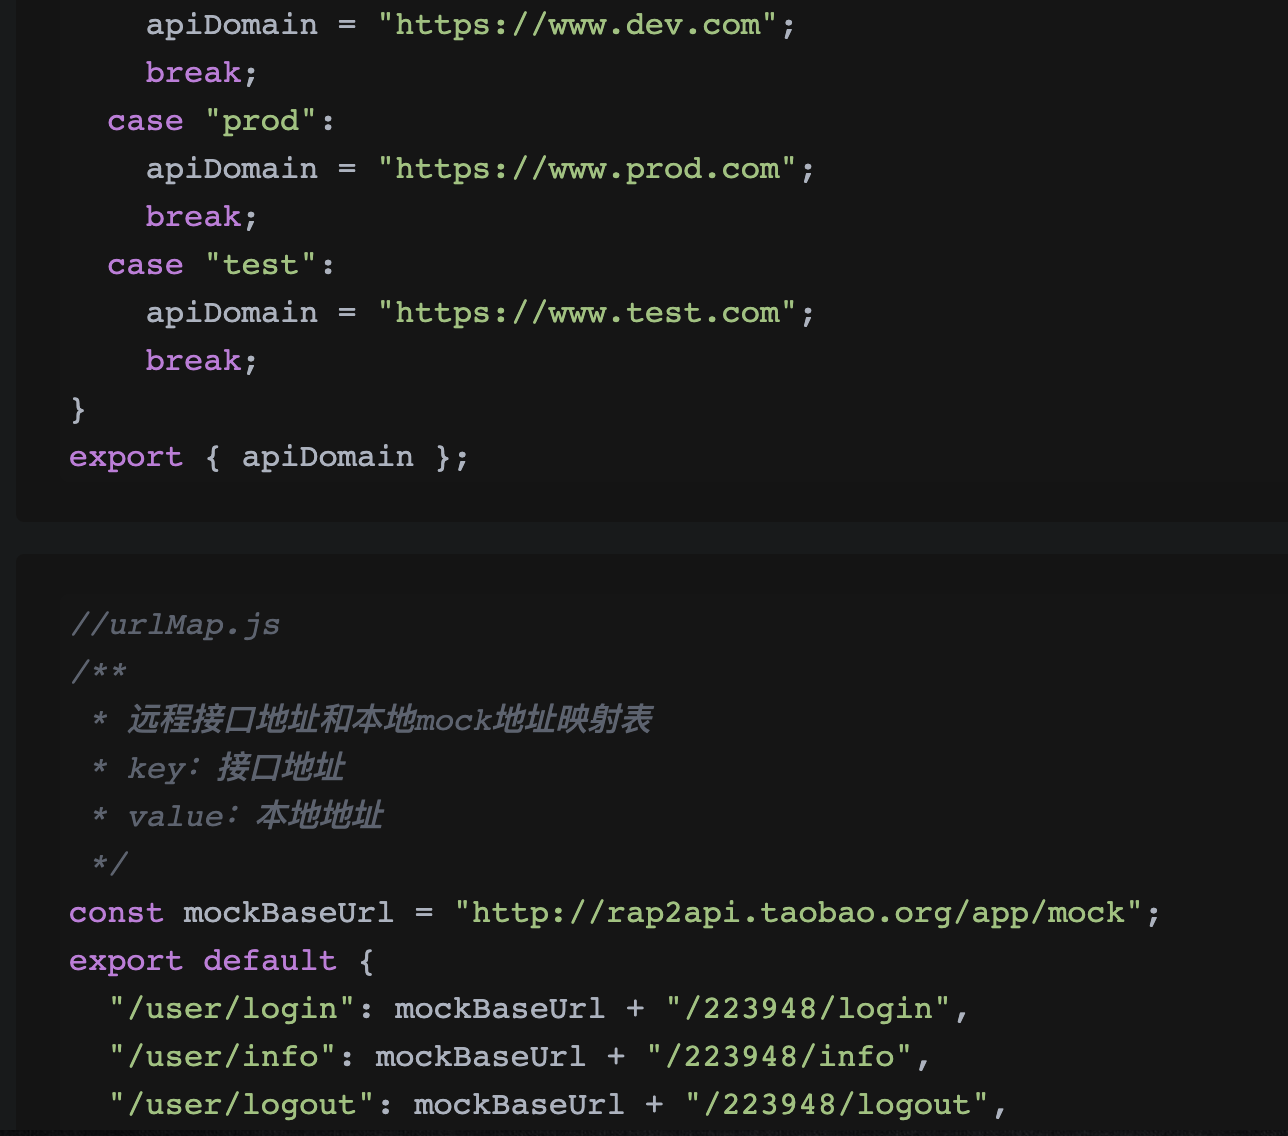 apiDomain = "https://www.dev.com";
    break;
  case "prod":
    apiDomain = "https://www.prod.com";
    break;
  case "test":
    apiDomain = "https://www.test.com";
    break;
}
export { apiDomain };
//urlMap.js
/**
 * 远程接口地址和本地mock地址映射表
 * key：接口地址
 * value：本地地址
 */
const mockBaseUrl = "http://rap2api.taobao.org/app/mock";
export default {
  "/user/login": mockBaseUrl + "/223948/login",
  "/user/info": mockBaseUrl + "/223948/info",
  "/user/logout": mockBaseUrl + "/223948/logout",